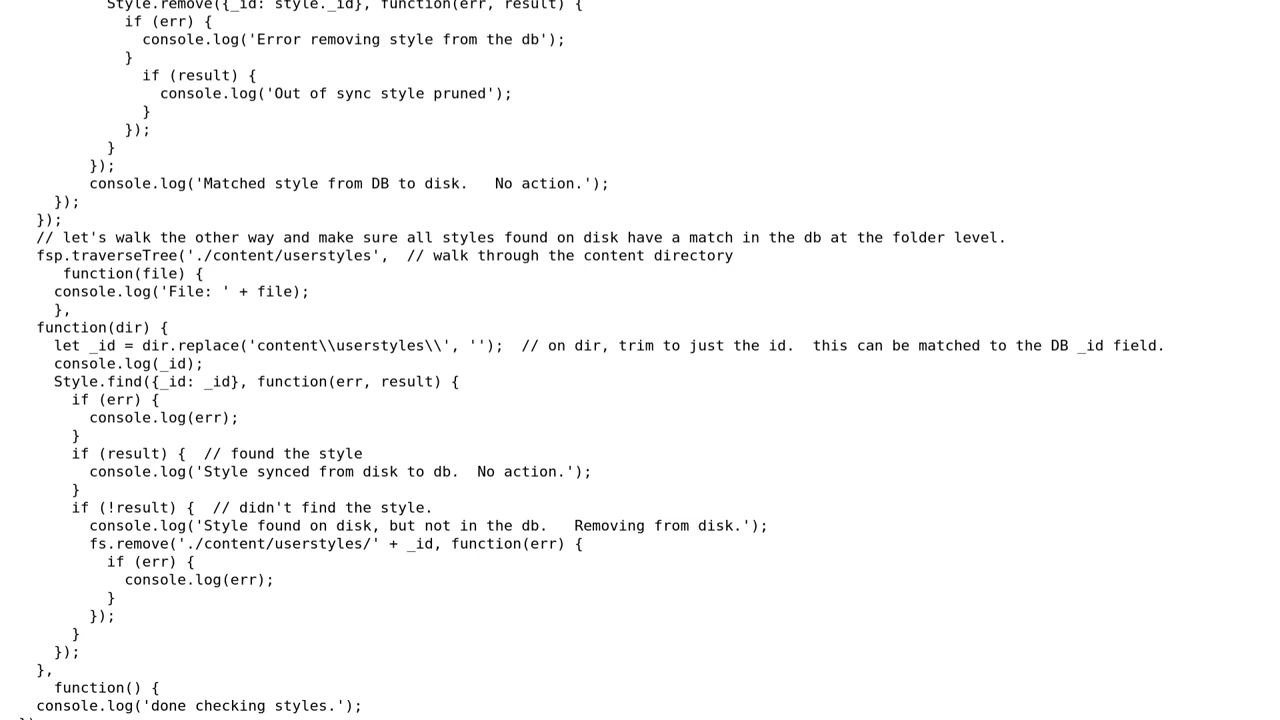 Style.remove({_id: style._id}, function(err, result) {
if (err) {
console.log('Error removing style from the db');
}
if (result) {
console.log('Out of sync style pruned');
}
});
}
});
console.log('Matched style from DB to disk.   No action.');
});
});
// let's walk the other way and make sure all styles found on disk have a match in the db at the folder level.
fsp.traverseTree('./content/userstyles',  // walk through the content directory
function(file) {
console.log('File: ' + file);
},
function(dir) {
let _id = dir.replace('content\\userstyles\\', '');  // on dir, trim to just the id.  this can be matched to the DB _id field.
console.log(_id);
Style.find({_id: _id}, function(err, result) {
if (err) {
console.log(err);
}
if (result) {  // found the style
console.log('Style synced from disk to db.  No action.');
}
if (!result) {  // didn't find the style.
console.log('Style found on disk, but not in the db.   Removing from disk.');
fs.remove('./content/userstyles/' + _id, function(err) {
if (err) {
console.log(err);
}
});
}
});
},
function() {
console.log('done checking styles.');